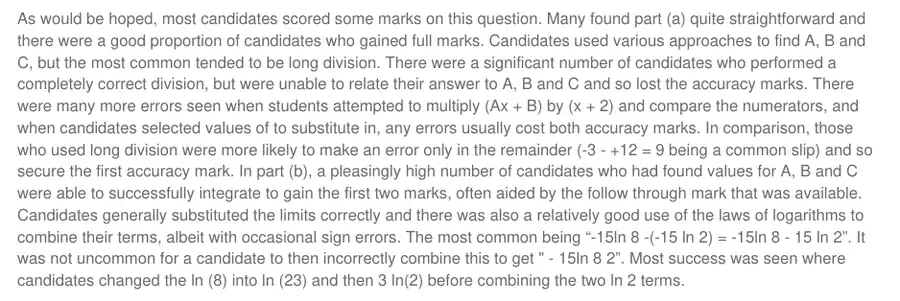 As would be hoped, most candidates scored some marks on this question. Many found part (a) quite straightforward and
there were a good proportion of candidates who gained full marks. Candidates used various approaches to find A, B and
C, but the most common tended to be long division. There were a significant number of candidates who performed a
completely correct division, but were unable to relate their answer to A, B and C and so lost the accuracy marks. There
were many more errors seen when students attempted to multiply (Ax + B) by (x + 2) and compare the numerators, and
when candidates selected values of to substitute in, any errors usually cost both accuracy marks. In comparison, those
who used long division were more likely to make an error only in the remainder (-3 - +12 = 9 being a common slip) and so
secure the first accuracy mark. In part (b), a pleasingly high number of candidates who had found values for A, B and C
were able to successfully integrate to gain the first two marks, often aided by the follow through mark that was available.
Candidates generally substituted the limits correctly and there was also a relatively good use of the laws of logarithms to
combine their terms, albeit with occasional sign errors. The most common being “-15ln 8 -(-15 ln 2) = -15ln 8 - 15 ln 2”. It
was not uncommon for a candidate to then incorrectly combine this to get " - 15ln 8 2”. Most success was seen where
candidates changed the ln (8) into ln (23) and then 3 ln(2) before combining the two ln 2 terms.